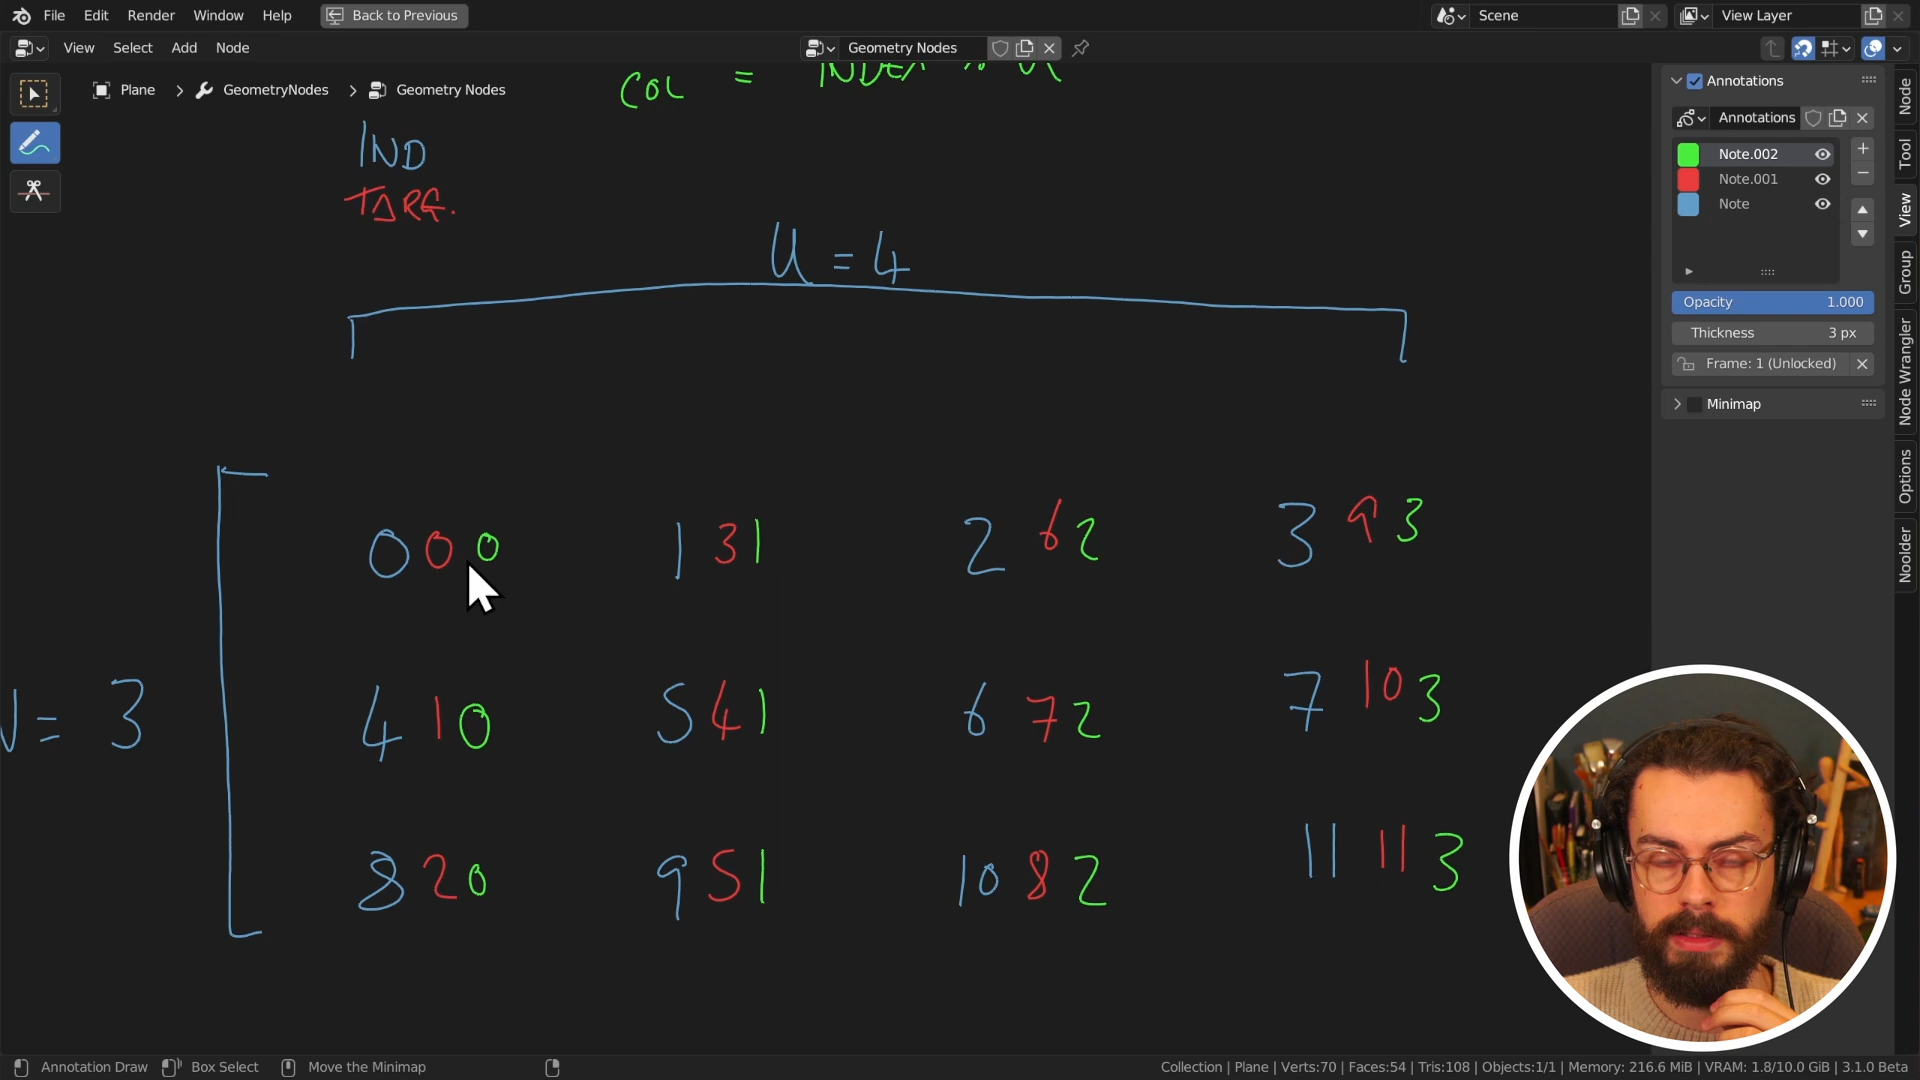 File Edit Render Window Help Back to Previous Scene View Layer
View Select Add Node Geometry Nodes
Plane > GeometryNodes > Geometry Nodes
COL = INDEX % U
IND
TARG.
U = 4
0 0 0 1 3 1 2 6 2 3 9 3
V = 3
4 1 0 5 4 1 6 7 2 7 10 3
8 2 0 9 5 1 10 8 2 11 11 3
Annotations
Annotations
Note.002
Note.001
Note
Opacity 1.000
Thickness 3 px
Frame: 1 (Unlocked)
Minimap
Node
Tool
View
Group
Node Wrangler
Options
Noolder
Annotation Draw Box Select Move the Minimap Collection | Plane | Verts:70 | Faces:54 | Tris:108 | Objects:1/1 | Memory: 216.6 MiB | VRAM: 1.8/10.0 GiB | 3.1.0 Beta